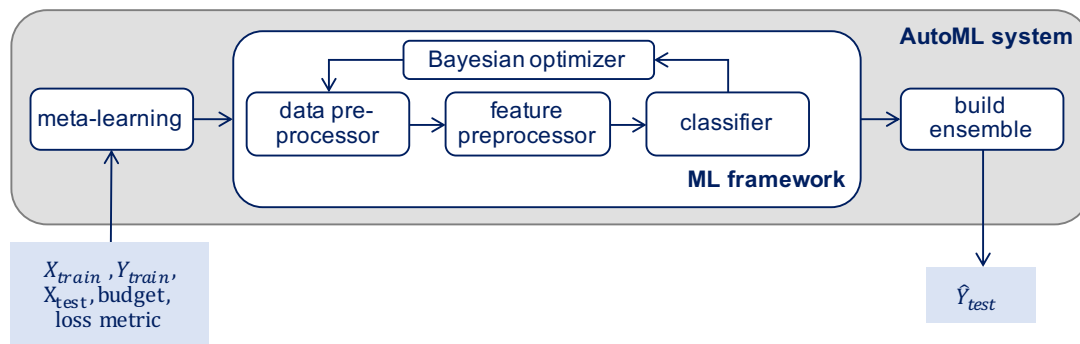 AutoML system
Bayesian optimizer
meta-learning
data pre-
processor
feature
preprocessor
classifier
build
ensemble
ML framework
X_train , Y_train,
X_test, budget,
loss metric
Ŷ_test